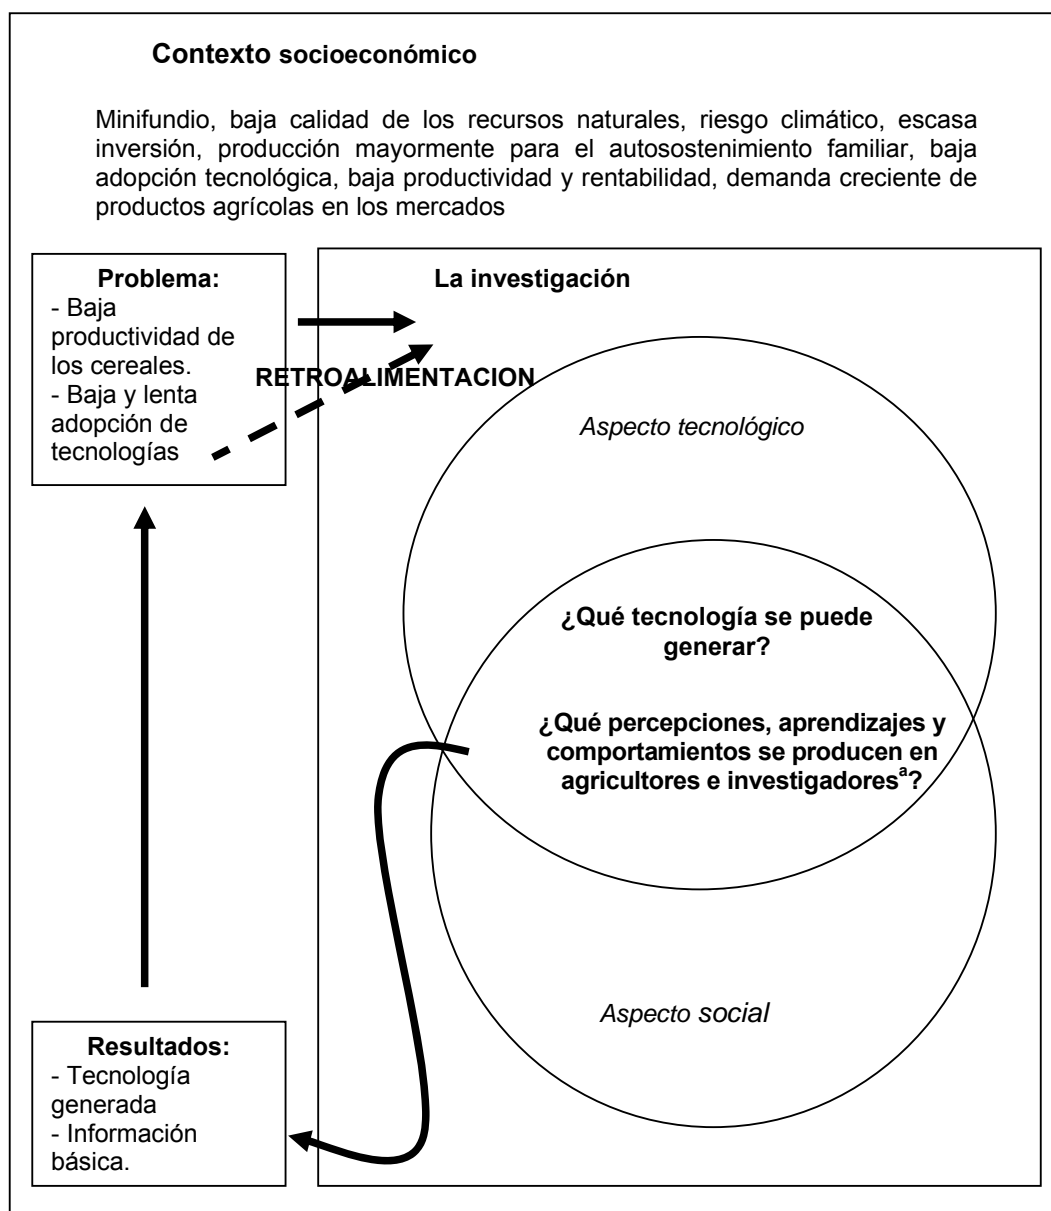 Contexto socioeconómico
Minifundio, baja calidad de los recursos naturales, riesgo climático, escasa
inversión, producción mayormente para el autosostenimiento familiar, baja
adopción tecnológica, baja productividad y rentabilidad, demanda creciente de
productos agrícolas en los mercados
Problema:
- Baja
productividad de
los cereales.
- Baja y lenta
adopción de
tecnologías
La investigación
RETROALIMENTACION
Aspecto tecnológico
¿Qué tecnología se puede
generar?
¿Qué percepciones, aprendizajes y
comportamientos se producen en
agricultores e investigadoresª?
Aspecto social
Resultados:
- Tecnología
generada
- Información
básica.